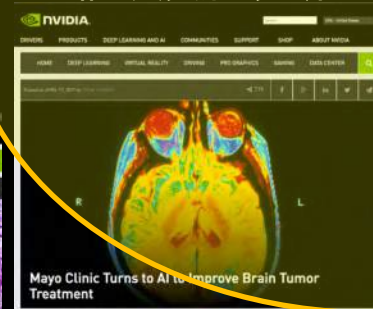 NVIDIA
DRIVERS PRODUCTS DEEP LEARNING AND AI COMMUNITIES SUPPORT SHOP ABOUT NVIDIA
HOME DEEP LEARNING VIRTUAL REALITY DRIVING PRO GRAPHICS GAMING DATA CENTER
R L
Mayo Clinic Turns to AI to Improve Brain Tumor
Treatment